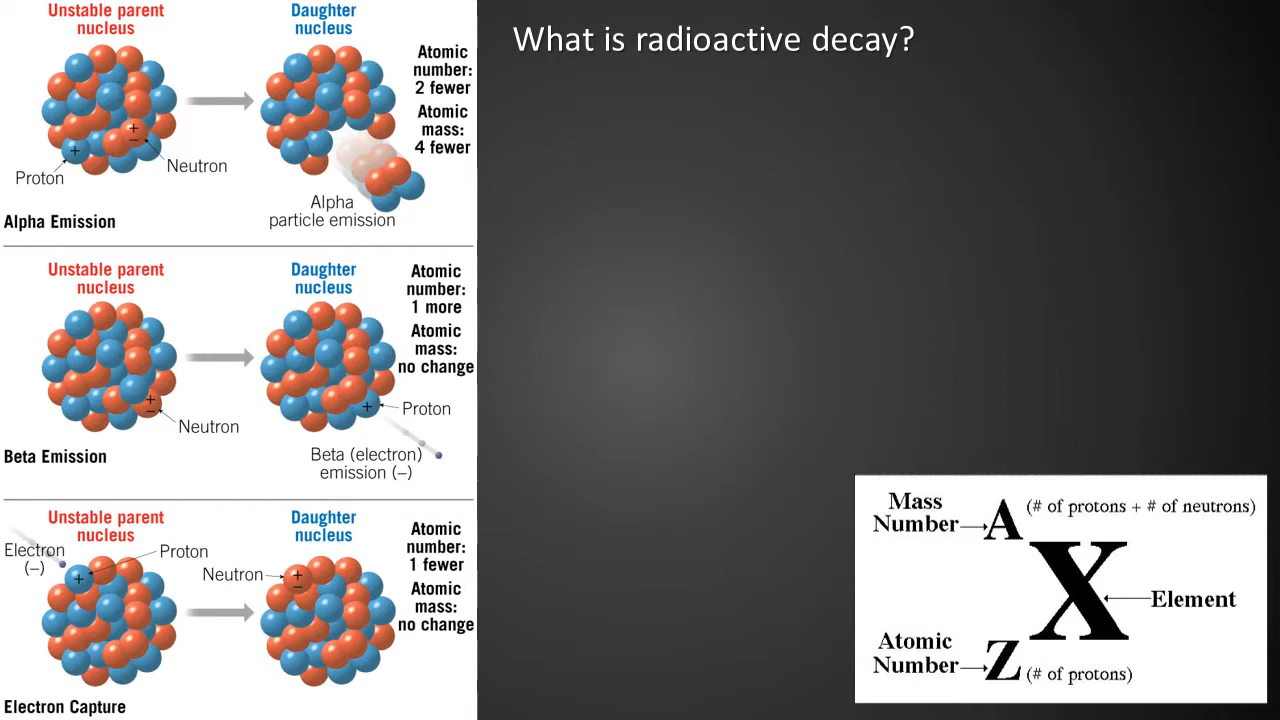 What is radioactive decay?
Unstable parent
nucleus
Daughter
nucleus
Atomic
number:
2 fewer
Atomic
mass:
4 fewer
+
−
+
Neutron
Proton
Alpha
particle emission
Alpha Emission
Unstable parent
nucleus
Daughter
nucleus
Atomic
number:
1 more
Atomic
mass:
no change
+
−
Neutron
+
Proton
Beta (electron)
emission (–)
Beta Emission
Unstable parent
nucleus
Daughter
nucleus
Atomic
number:
1 fewer
Atomic
mass:
no change
Electron
(–)
Proton
+
Neutron
+
−
Electron Capture
Mass
Number
A
(# of protons + # of neutrons)
X
Element
Atomic
Number
Z
(# of protons)